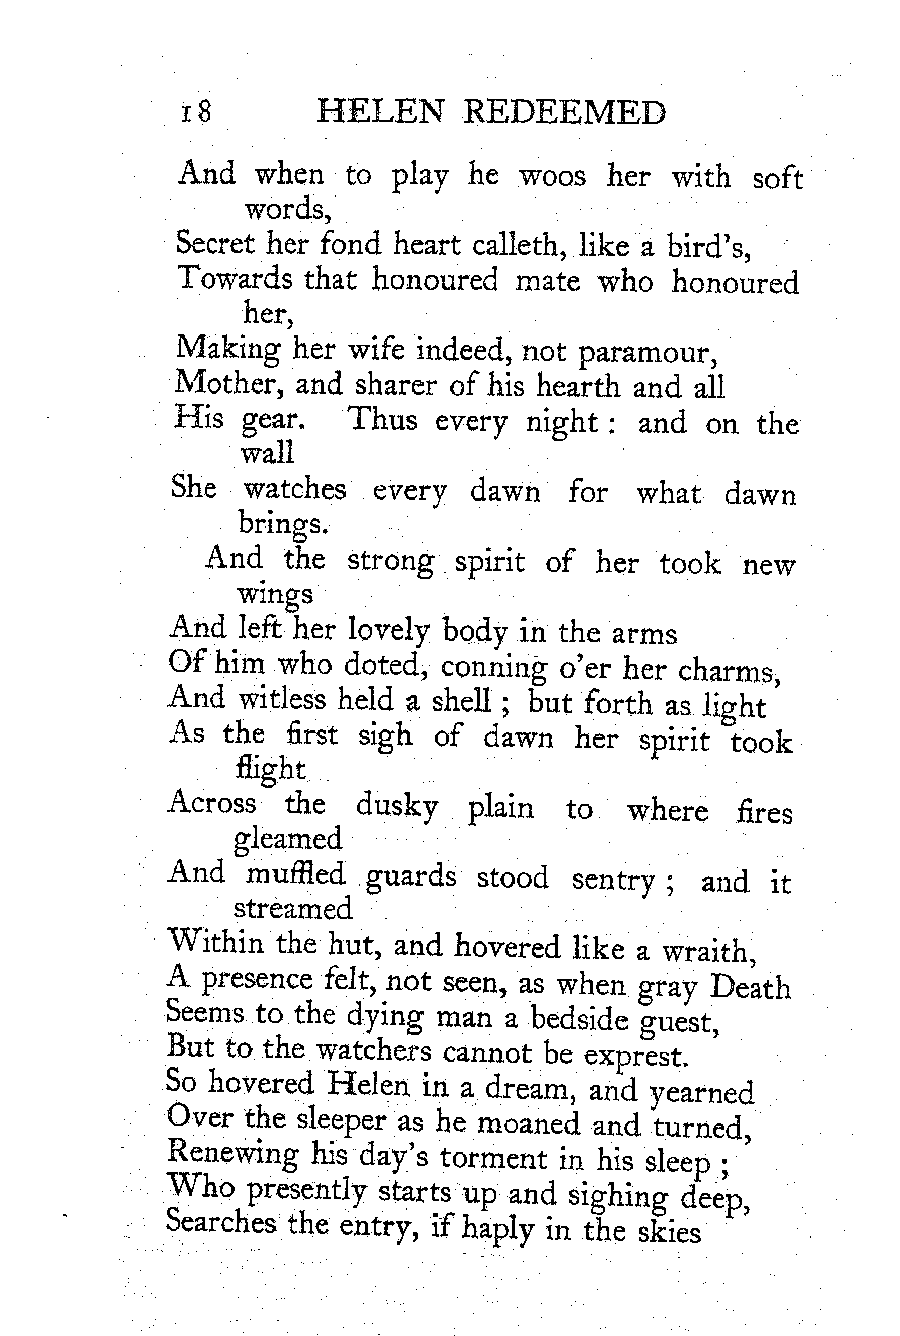 18 HELEN REDEEMED
And when to play he woos her with soft
words,
Secret her fond heart calleth, like a bird's,
Towards that honoured mate who honoured
her,
Making her wife indeed, not paramour,
Mother, and sharer of his hearth and all
His gear. Thus every night : and on the
wall
She watches every dawn for what dawn
brings.
And the strong spirit of her took new
wings
And left her lovely body in the arms
Of him who doted, conning o'er her charms,
And witless held a shell ; but forth as light
As the first sigh of dawn her spirit took
flight
Across the dusky plain to where fires
gleamed
And muffled guards stood sentry ; and it
streamed
Within the hut, and hovered like a wraith,
A presence felt, not seen, as when gray Death
Seems to the dying man a bedside guest,
But to the watchers cannot be exprest.
So hovered Helen in a dream, and yearned
Over the sleeper as he moaned and turned,
Renewing his day's torment in his sleep ;
Who presently starts up and sighing deep,
Searches the entry, if haply in the skies